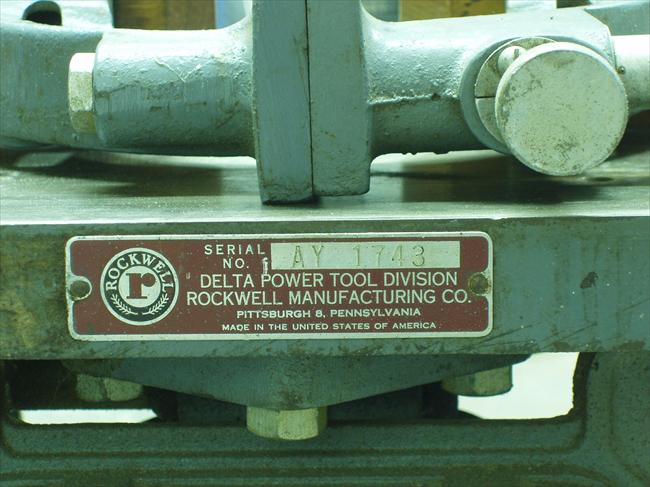 ROCKWELL
r
SERIAL
NO. AY 1743
DELTA POWER TOOL DIVISION
ROCKWELL MANUFACTURING CO.
PITTSBURGH 8, PENNSYLVANIA
MADE IN THE UNITED STATES OF AMERICA